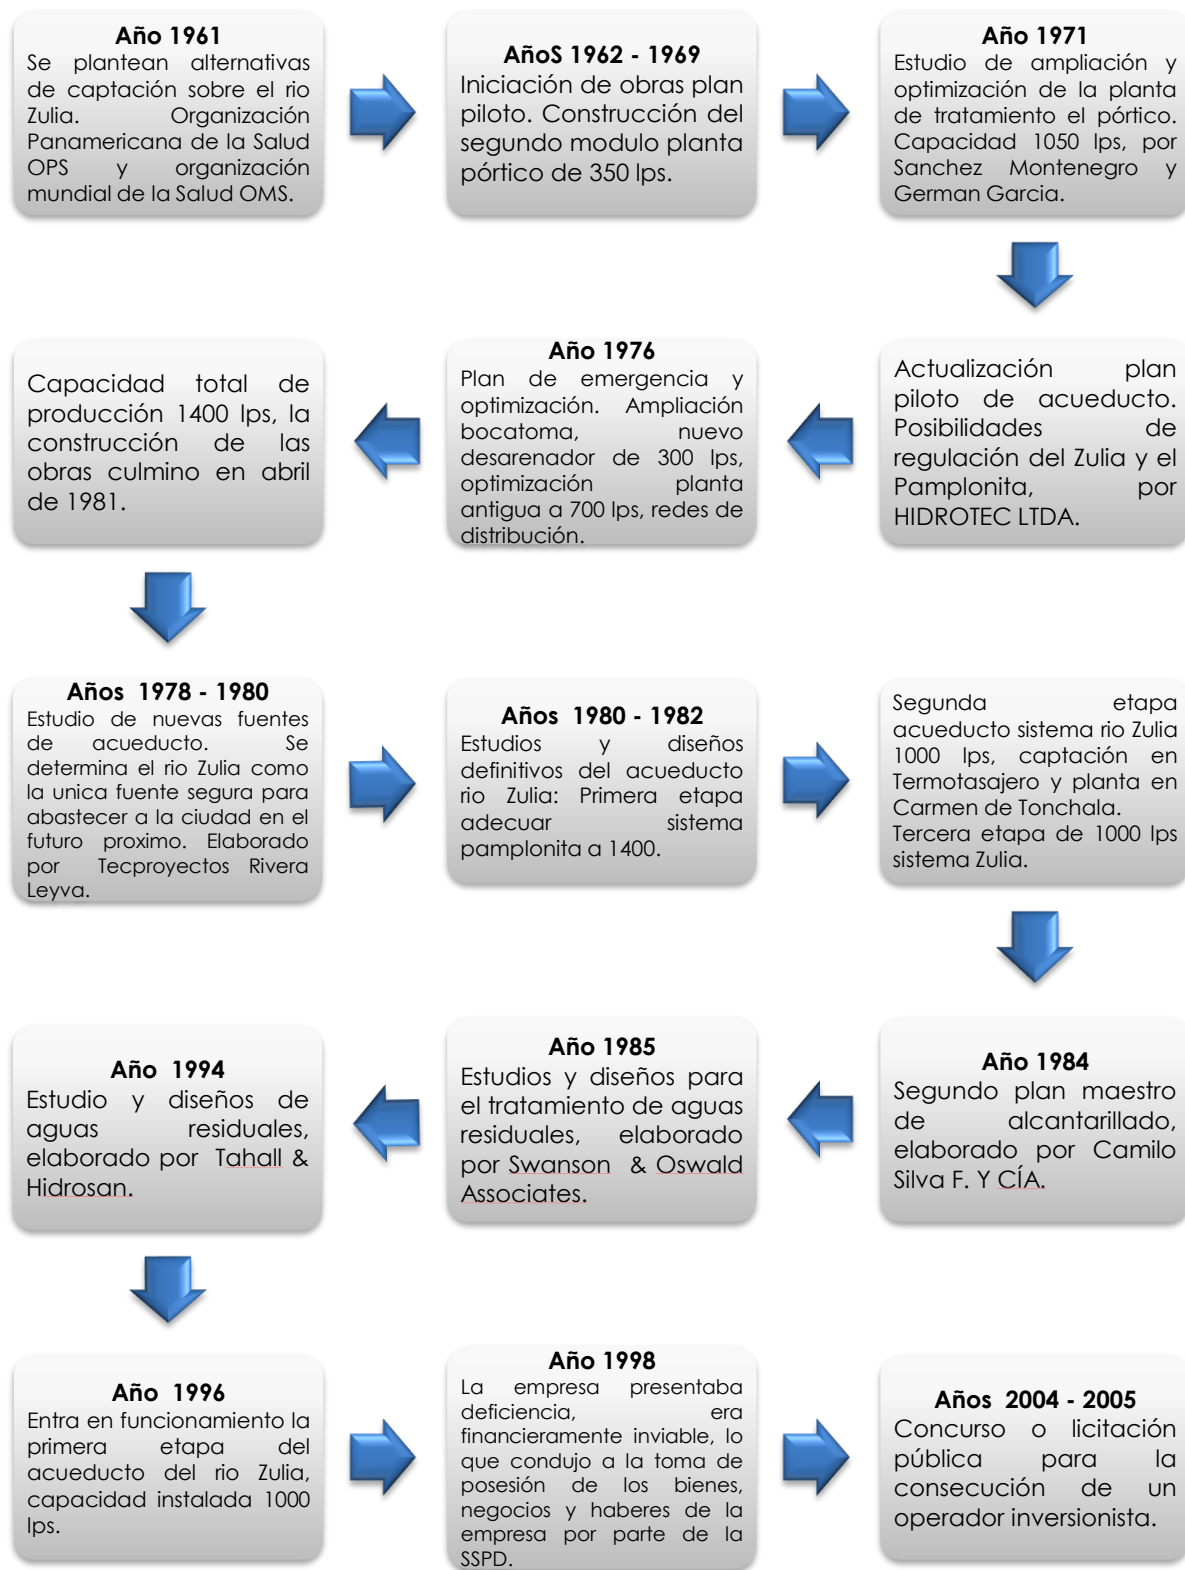 Año 1961
Se plantean alternativas
de captación sobre el rio
Zulia. Organización
Panamericana de la Salud
OPS y organización
mundial de la Salud OMS.
AñoS 1962 - 1969
Iniciación de obras plan
piloto. Construcción del
segundo modulo planta
pórtico de 350 lps.
Año 1971
Estudio de ampliación y
optimización de la planta
de tratamiento el pórtico.
Capacidad 1050 lps, por
Sanchez Montenegro y
German Garcia.
Actualización plan
piloto de acueducto.
Posibilidades de
regulación del Zulia y el
Pamplonita, por
HIDROTEC LTDA.
Año 1976
Plan de emergencia y
optimización. Ampliación
bocatoma, nuevo
desarenador de 300 lps,
optimización planta
antigua a 700 lps, redes de
distribución.
Capacidad total de
producción 1400 lps, la
construcción de las
obras culmino en abril
de 1981.
Años 1978 - 1980
Estudio de nuevas fuentes
de acueducto. Se
determina el rio Zulia como
la unica fuente segura para
abastecer a la ciudad en el
futuro proximo. Elaborado
por Tecproyectos Rivera
Leyva.
Años 1980 - 1982
Estudios y diseños
definitivos del acueducto
rio Zulia: Primera etapa
adecuar sistema
pamplonita a 1400.
Segunda etapa
acueducto sistema rio Zulia
1000 lps, captación en
Termotasajero y planta en
Carmen de Tonchala.
Tercera etapa de 1000 lps
sistema Zulia.
Año 1984
Segundo plan maestro
de alcantarillado,
elaborado por Camilo
Silva F. Y CÍA.
Año 1985
Estudios y diseños para
el tratamiento de aguas
residuales, elaborado
por Swanson & Oswald
Associates.
Año 1994
Estudio y diseños de
aguas residuales,
elaborado por Tahall &
Hidrosan.
Año 1996
Entra en funcionamiento la
primera etapa del
acueducto del rio Zulia,
capacidad instalada 1000
lps.
Año 1998
La empresa presentaba
deficiencia, era
financieramente inviable, lo
que condujo a la toma de
posesión de los bienes,
negocios y haberes de la
empresa por parte de la
SSPD.
Años 2004 - 2005
Concurso o licitación
pública para la
consecución de un
operador inversionista.